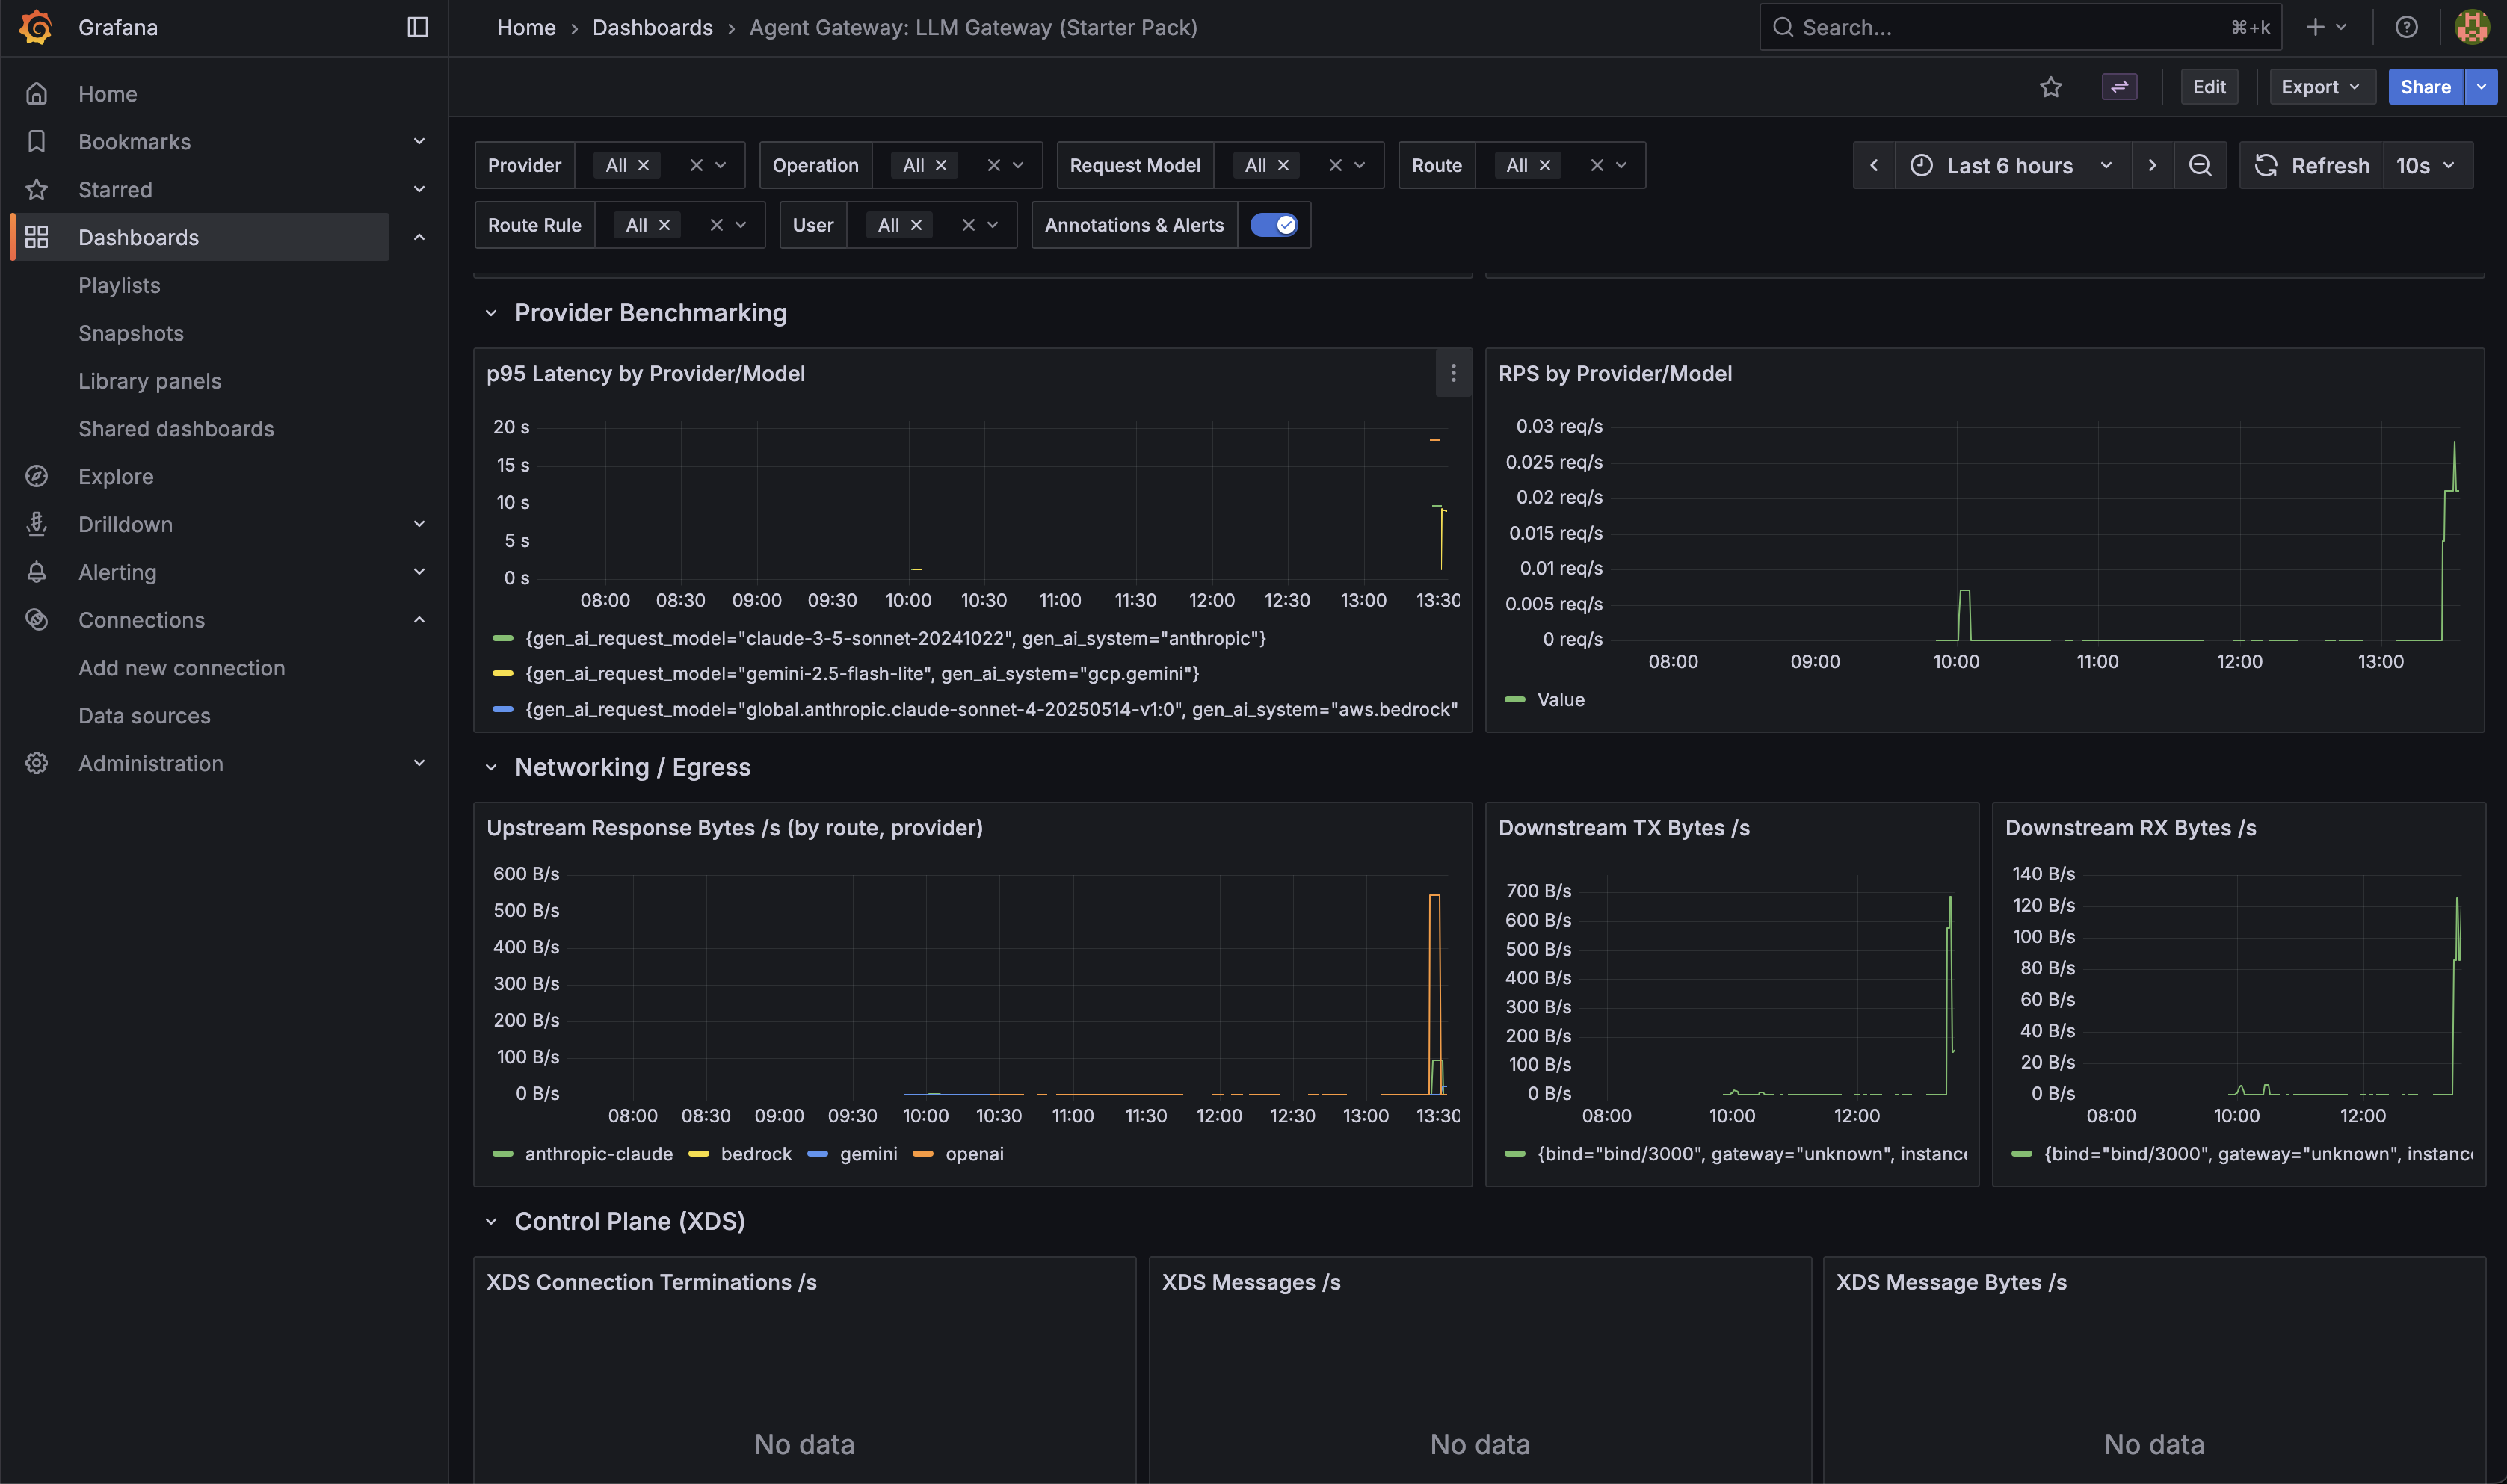 Grafana
Home › Dashboards › Agent Gateway: LLM Gateway (Starter Pack)
Search...
⌘+k
Edit
Export
Share
Home
Bookmarks
Starred
Dashboards
Playlists
Snapshots
Library panels
Shared dashboards
Explore
Drilldown
Alerting
Connections
Add new connection
Data sources
Administration
Provider All
Operation All
Request Model All
Route All
Last 6 hours
Refresh 10s
Route Rule All
User All
Annotations & Alerts
Provider Benchmarking
p95 Latency by Provider/Model
20 s
15 s
10 s
5 s
0 s
08:00 08:30 09:00 09:30 10:00 10:30 11:00 11:30 12:00 12:30 13:00 13:30
{gen_ai_request_model="claude-3-5-sonnet-20241022", gen_ai_system="anthropic"}
{gen_ai_request_model="gemini-2.5-flash-lite", gen_ai_system="gcp.gemini"}
{gen_ai_request_model="global.anthropic.claude-sonnet-4-20250514-v1:0", gen_ai_system="aws.bedrock"
RPS by Provider/Model
0.03 req/s
0.025 req/s
0.02 req/s
0.015 req/s
0.01 req/s
0.005 req/s
0 req/s
08:00 09:00 10:00 11:00 12:00 13:00
Value
Networking / Egress
Upstream Response Bytes /s (by route, provider)
600 B/s
500 B/s
400 B/s
300 B/s
200 B/s
100 B/s
0 B/s
08:00 08:30 09:00 09:30 10:00 10:30 11:00 11:30 12:00 12:30 13:00 13:30
anthropic-claude bedrock gemini openai
Downstream TX Bytes /s
700 B/s
600 B/s
500 B/s
400 B/s
300 B/s
200 B/s
100 B/s
0 B/s
08:00 10:00 12:00
{bind="bind/3000", gateway="unknown", instance
Downstream RX Bytes /s
140 B/s
120 B/s
100 B/s
80 B/s
60 B/s
40 B/s
20 B/s
0 B/s
08:00 10:00 12:00
{bind="bind/3000", gateway="unknown", instance
Control Plane (XDS)
XDS Connection Terminations /s
No data
XDS Messages /s
No data
XDS Message Bytes /s
No data